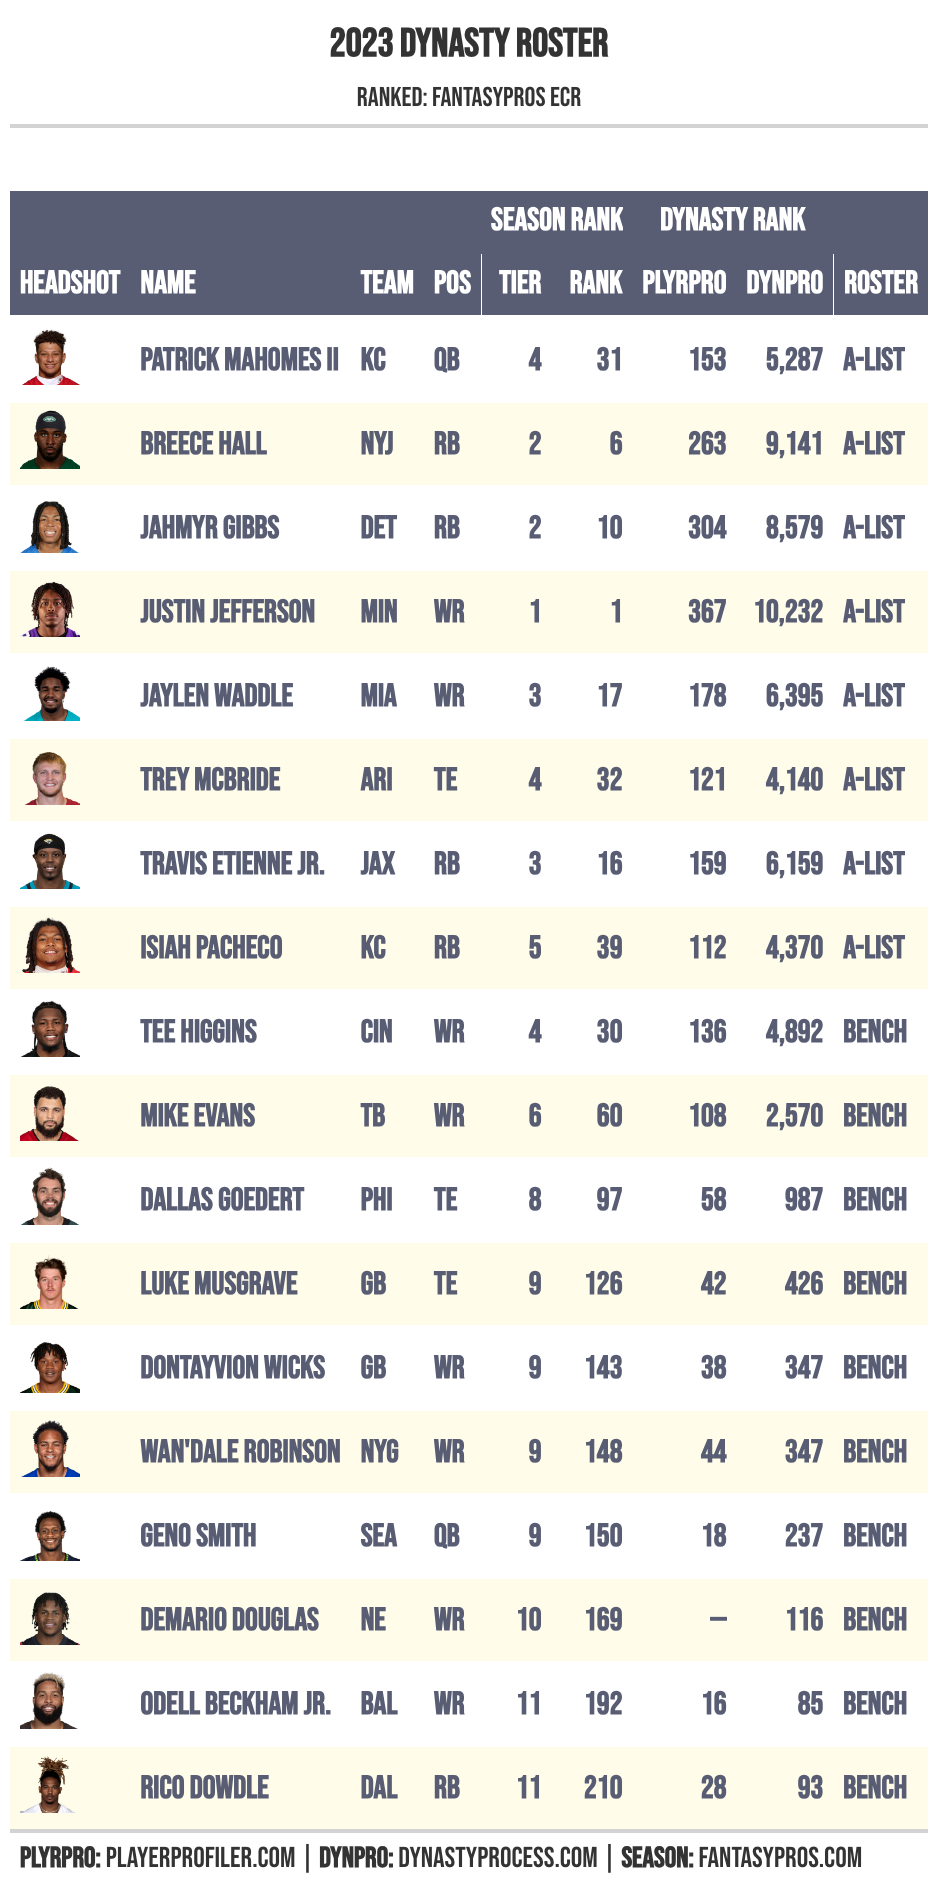 2023 DYNASTY ROSTER
RANKED: FANTASYPROS ECR
SEASON RANK DYNASTY RANK
HEADSHOT NAME TEAM POS TIER RANK PLYRPRO DYNPRO ROSTER
PATRICK MAHOMES II KC QB 4 31 153 5,287 A-LIST
BREECE HALL NYJ RB 2 6 263 9,141 A-LIST
JAHMYR GIBBS DET RB 2 10 304 8,579 A-LIST
JUSTIN JEFFERSON MIN WR 1 1 367 10,232 A-LIST
JAYLEN WADDLE MIA WR 3 17 178 6,395 A-LIST
TREY MCBRIDE ARI TE 4 32 121 4,140 A-LIST
TRAVIS ETIENNE JR. JAX RB 3 16 159 6,159 A-LIST
ISIAH PACHECO KC RB 5 39 112 4,370 A-LIST
TEE HIGGINS CIN WR 4 30 136 4,892 BENCH
MIKE EVANS TB WR 6 60 108 2,570 BENCH
DALLAS GOEDERT PHI TE 8 97 58 987 BENCH
LUKE MUSGRAVE GB TE 9 126 42 426 BENCH
DONTAYVION WICKS GB WR 9 143 38 347 BENCH
WAN'DALE ROBINSON NYG WR 9 148 44 347 BENCH
GENO SMITH SEA QB 9 150 18 237 BENCH
DEMARIO DOUGLAS NE WR 10 169 — 116 BENCH
ODELL BECKHAM JR. BAL WR 11 192 16 85 BENCH
RICO DOWDLE DAL RB 11 210 28 93 BENCH
PLYRPRO: PLAYERPROFILER.COM | DYNPRO: DYNASTYPROCESS.COM | SEASON: FANTASYPROS.COM